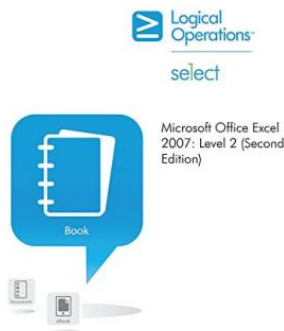 Logical
Operations
select
Microsoft Office Excel
2007: Level 2 (Second
Edition)
Book
eBook